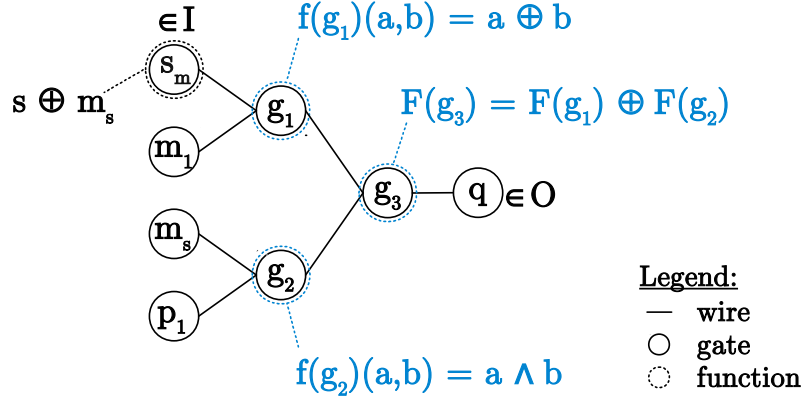 ∈ I
f(g₁)(a,b) = a ⊕ b
sₘ
s ⊕ mₛ
g₁
F(g₃) = F(g₁) ⊕ F(g₂)
m₁
g₃
q
∈ O
mₛ
g₂
p₁
f(g₂)(a,b) = a ∧ b
Legend:
wire
gate
function